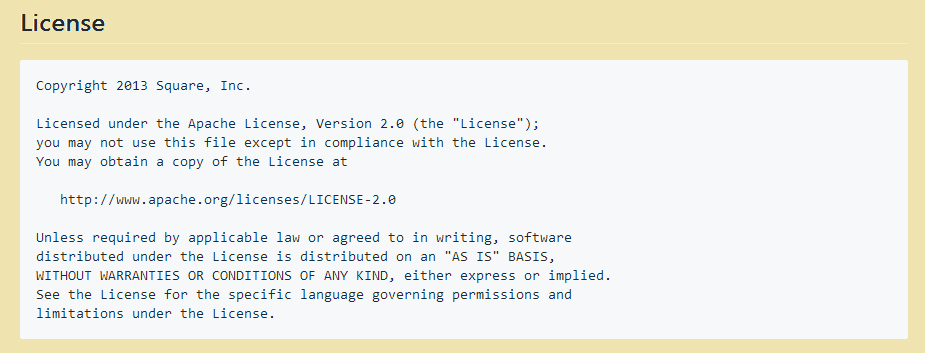 License
Copyright 2013 Square, Inc.
Licensed under the Apache License, Version 2.0 (the "License");
you may not use this file except in compliance with the License.
You may obtain a copy of the License at
http://www.apache.org/licenses/LICENSE-2.0
Unless required by applicable law or agreed to in writing, software
distributed under the License is distributed on an "AS IS" BASIS,
WITHOUT WARRANTIES OR CONDITIONS OF ANY KIND, either express or implied.
See the License for the specific language governing permissions and
limitations under the License.